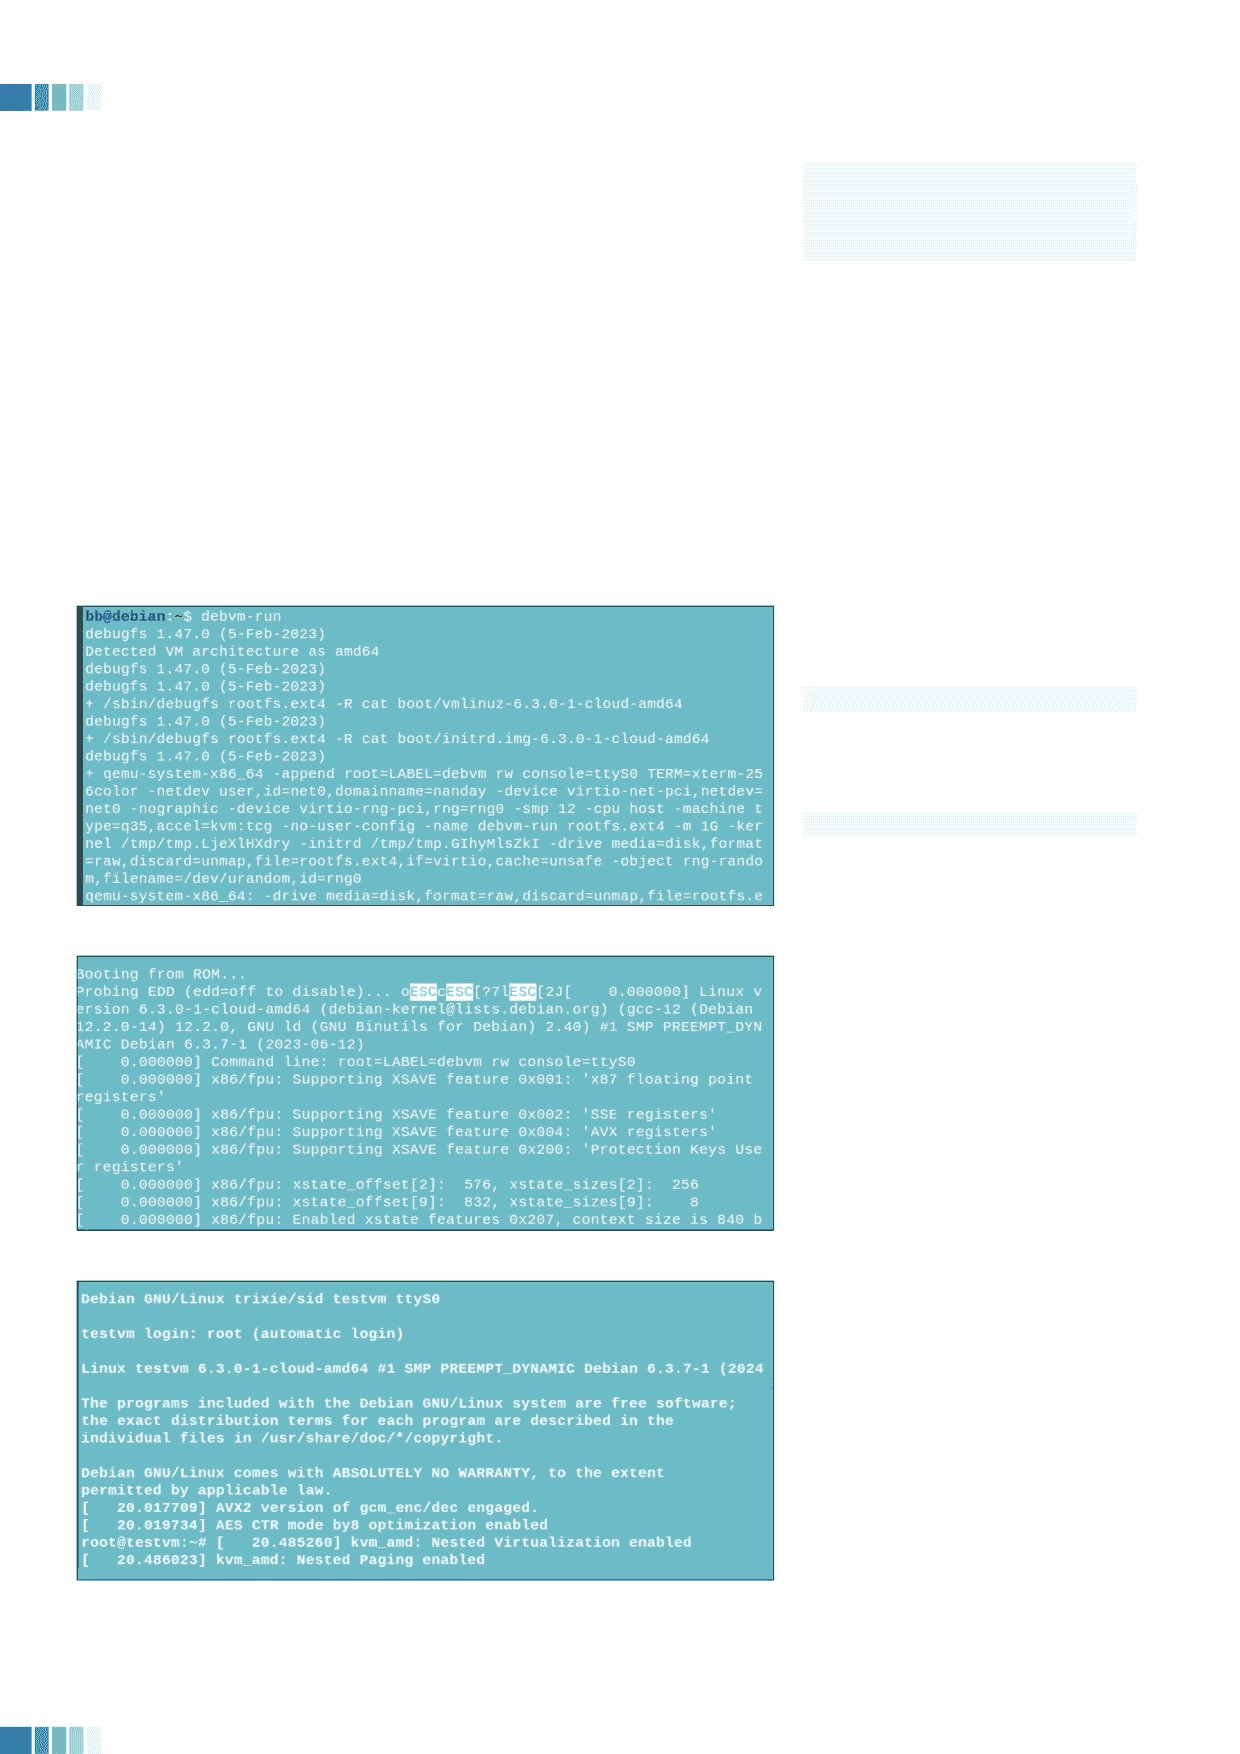 bb@debian:~$ debvm-run
debugfs 1.47.0 (5-Feb-2023)
Detected VM architecture as amd64
debugfs 1.47.0 (5-Feb-2023)
debugfs 1.47.0 (5-Feb-2023)
+ /sbin/debugfs rootfs.ext4 -R cat boot/vmlinuz-6.3.0-1-cloud-amd64
debugfs 1.47.0 (5-Feb-2023)
+ /sbin/debugfs rootfs.ext4 -R cat boot/initrd.img-6.3.0-1-cloud-amd64
debugfs 1.47.0 (5-Feb-2023)
+ qemu-system-x86_64 -append root=LABEL=debvm rw console=ttyS0 TERM=xterm-25
6color -netdev user,id=net0,domainname=nanday -device virtio-net-pci,netdev=
net0 -nographic -device virtio-rng-pci,rng=rng0 -smp 12 -cpu host -machine t
ype=q35,accel=kvm:tcg -no-user-config -name debvm-run rootfs.ext4 -m 1G -ker
nel /tmp/tmp.LjeXlHXdry -initrd /tmp/tmp.GIhyMlsZkI -drive media=disk,format
=raw,discard=unmap,file=rootfs.ext4,if=virtio,cache=unsafe -object rng-rando
m,filename=/dev/urandom,id=rng0
qemu-system-x86_64: -drive media=disk,format=raw,discard=unmap,file=rootfs.e
Booting from ROM...
Probing EDD (edd=off to disable)... oESCcESC[?7lESC[2J[    0.000000] Linux v
ersion 6.3.0-1-cloud-amd64 (debian-kernel@lists.debian.org) (gcc-12 (Debian
12.2.0-14) 12.2.0, GNU ld (GNU Binutils for Debian) 2.40) #1 SMP PREEMPT_DYN
AMIC Debian 6.3.7-1 (2023-06-12)
[    0.000000] Command line: root=LABEL=debvm rw console=ttyS0
[    0.000000] x86/fpu: Supporting XSAVE feature 0x001: 'x87 floating point
registers'
[    0.000000] x86/fpu: Supporting XSAVE feature 0x002: 'SSE registers'
[    0.000000] x86/fpu: Supporting XSAVE feature 0x004: 'AVX registers'
[    0.000000] x86/fpu: Supporting XSAVE feature 0x200: 'Protection Keys Use
r registers'
[    0.000000] x86/fpu: xstate_offset[2]:  576, xstate_sizes[2]:  256
[    0.000000] x86/fpu: xstate_offset[9]:  832, xstate_sizes[9]:    8
[    0.000000] x86/fpu: Enabled xstate features 0x207, context size is 840 b
Debian GNU/Linux trixie/sid testvm ttyS0
testvm login: root (automatic login)
Linux testvm 6.3.0-1-cloud-amd64 #1 SMP PREEMPT_DYNAMIC Debian 6.3.7-1 (2024
The programs included with the Debian GNU/Linux system are free software;
the exact distribution terms for each program are described in the
individual files in /usr/share/doc/*/copyright.
Debian GNU/Linux comes with ABSOLUTELY NO WARRANTY, to the extent
permitted by applicable law.
[   20.017709] AVX2 version of gcm_enc/dec engaged.
[   20.019734] AES CTR mode by8 optimization enabled
root@testvm:~# [   20.485260] kvm_amd: Nested Virtualization enabled
[   20.486023] kvm_amd: Nested Paging enabled